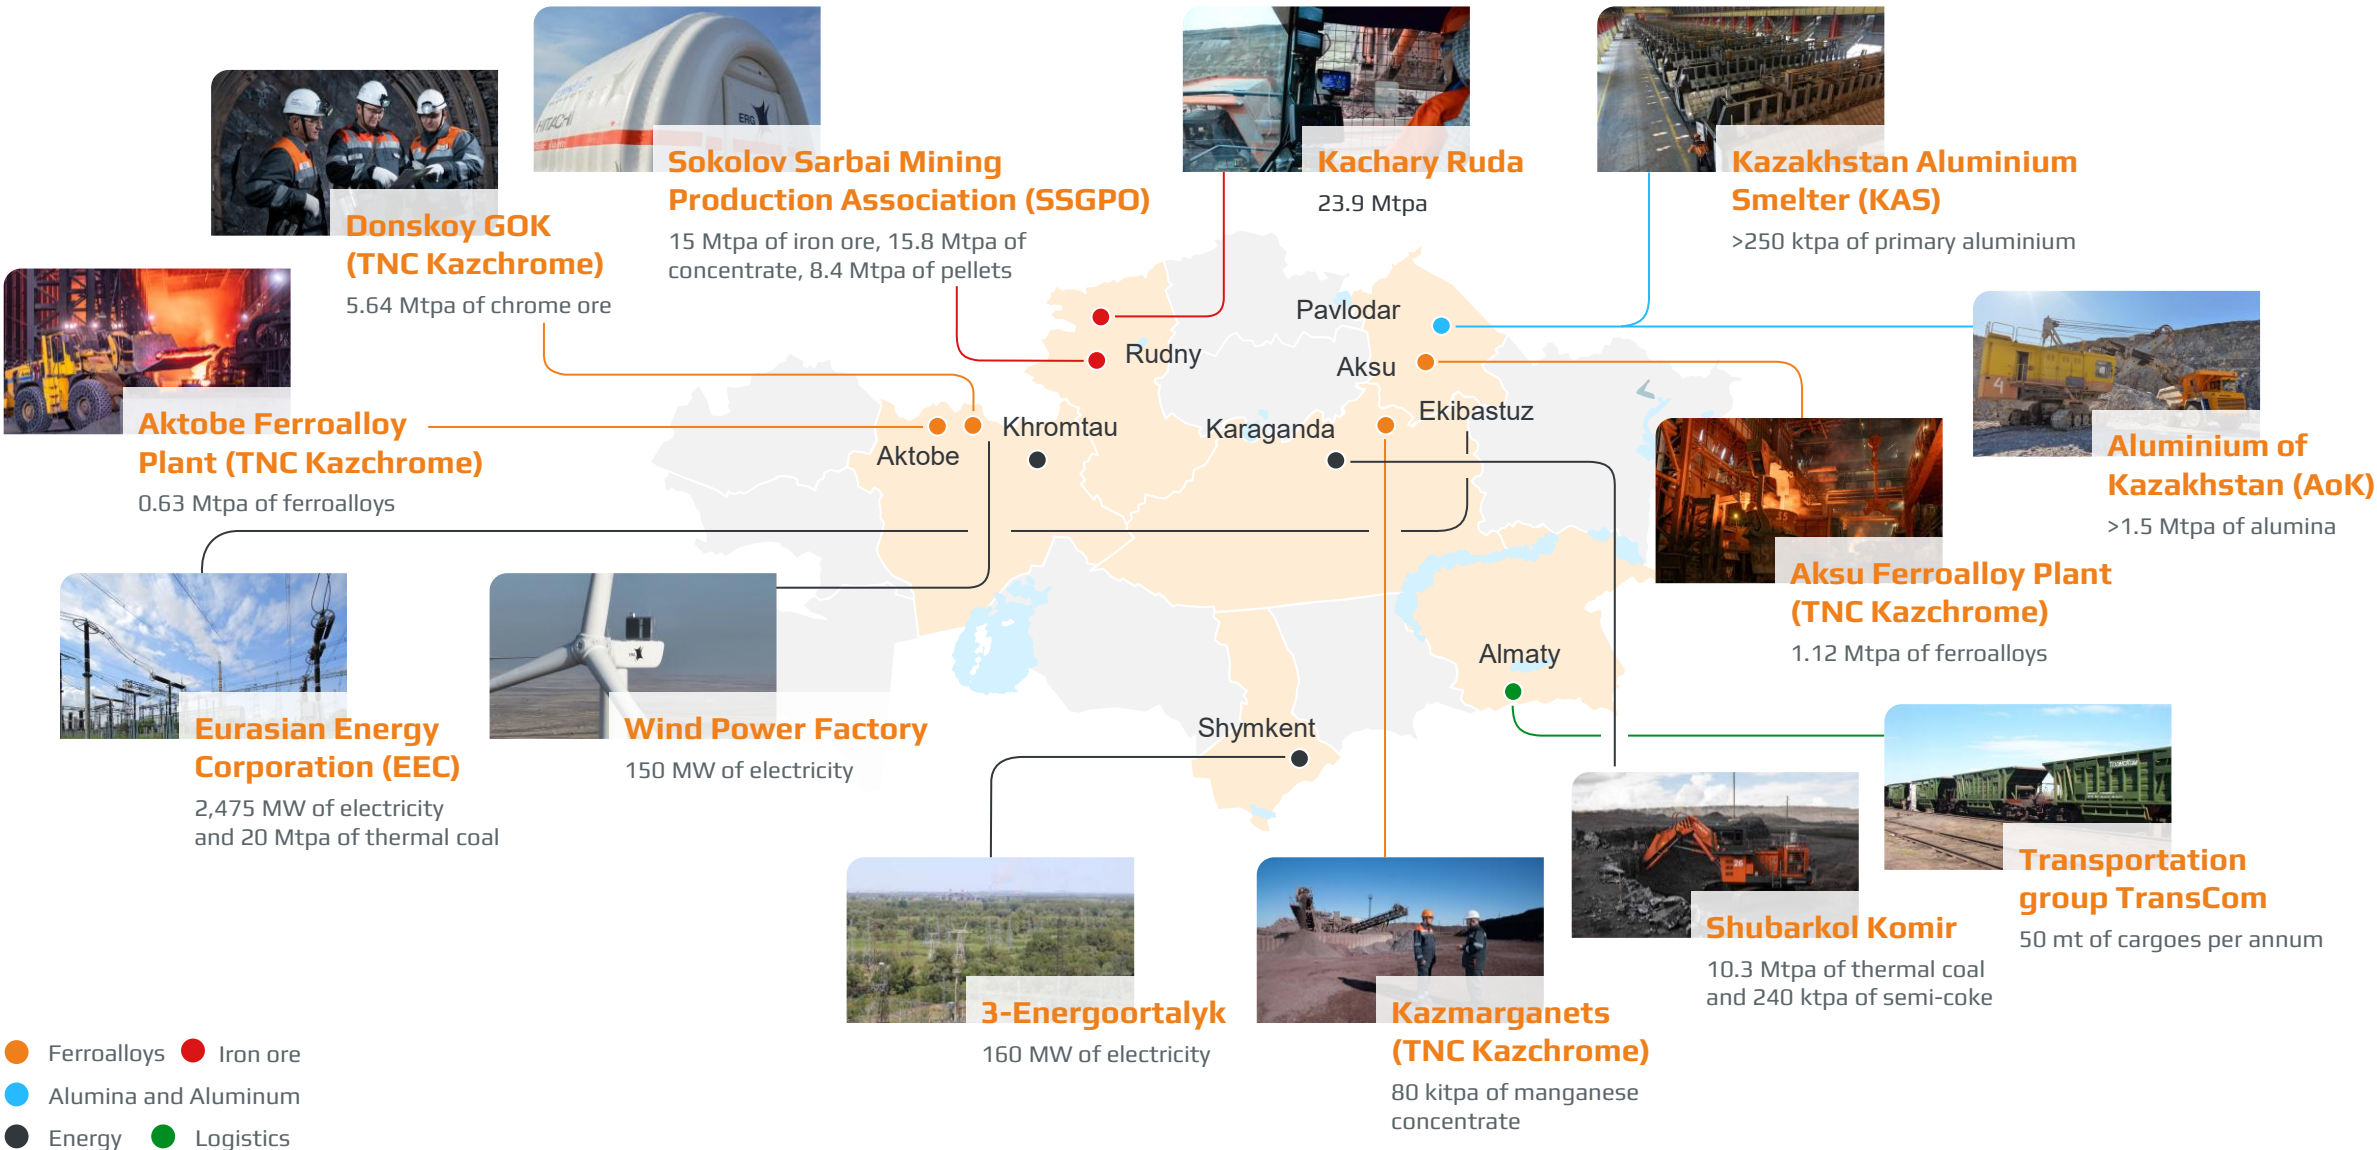 HITACHI
ERG
Sokolov Sarbai Mining
Production Association (SSGPO)
15 Mtpa of iron ore, 15.8 Mtpa of
concentrate, 8.4 Mtpa of pellets
Kachary Ruda
23.9 Mtpa
Kazakhstan Aluminium
Smelter (KAS)
>250 ktpa of primary aluminium
Donskoy GOK
(TNC Kazchrome)
5.64 Mtpa of chrome ore
Aktobe Ferroalloy
Plant (TNC Kazchrome)
0.63 Mtpa of ferroalloys
Pavlodar
Rudny
Aksu
Ekibastuz
Khromtau
Karaganda
Aktobe
4
Aluminium of
Kazakhstan (AoK)
>1.5 Mtpa of alumina
Aksu Ferroalloy Plant
(TNC Kazchrome)
1.12 Mtpa of ferroalloys
Almaty
Shymkent
Eurasian Energy
Corporation (EEC)
2,475 MW of electricity
and 20 Mtpa of thermal coal
Wind Power Factory
150 MW of electricity
26
Transportation
group TransCom
50 mt of cargoes per annum
Shubarkol Komir
10.3 Mtpa of thermal coal
and 240 ktpa of semi-coke
3-Energoortalyk
160 MW of electricity
Kazmarganets
(TNC Kazchrome)
80 kitpa of manganese
concentrate
Ferroalloys Iron ore
Alumina and Aluminum
Energy Logistics